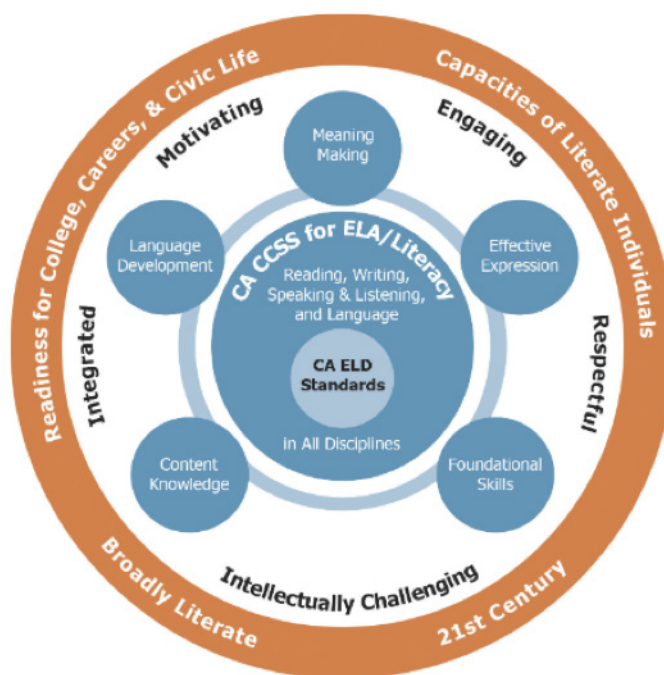 Readiness for College, Careers, & Civic Life
Capacities of Literate Individuals
Broadly Literate
21st Century
Motivating
Engaging
Integrated
Respectful
Intellectually Challenging
Meaning
Making
Language
Development
Effective
Expression
Content
Knowledge
Foundational
Skills
CA CCSS for ELA/Literacy
Reading, Writing,
Speaking & Listening,
and Language
CA ELD
Standards
in All Disciplines